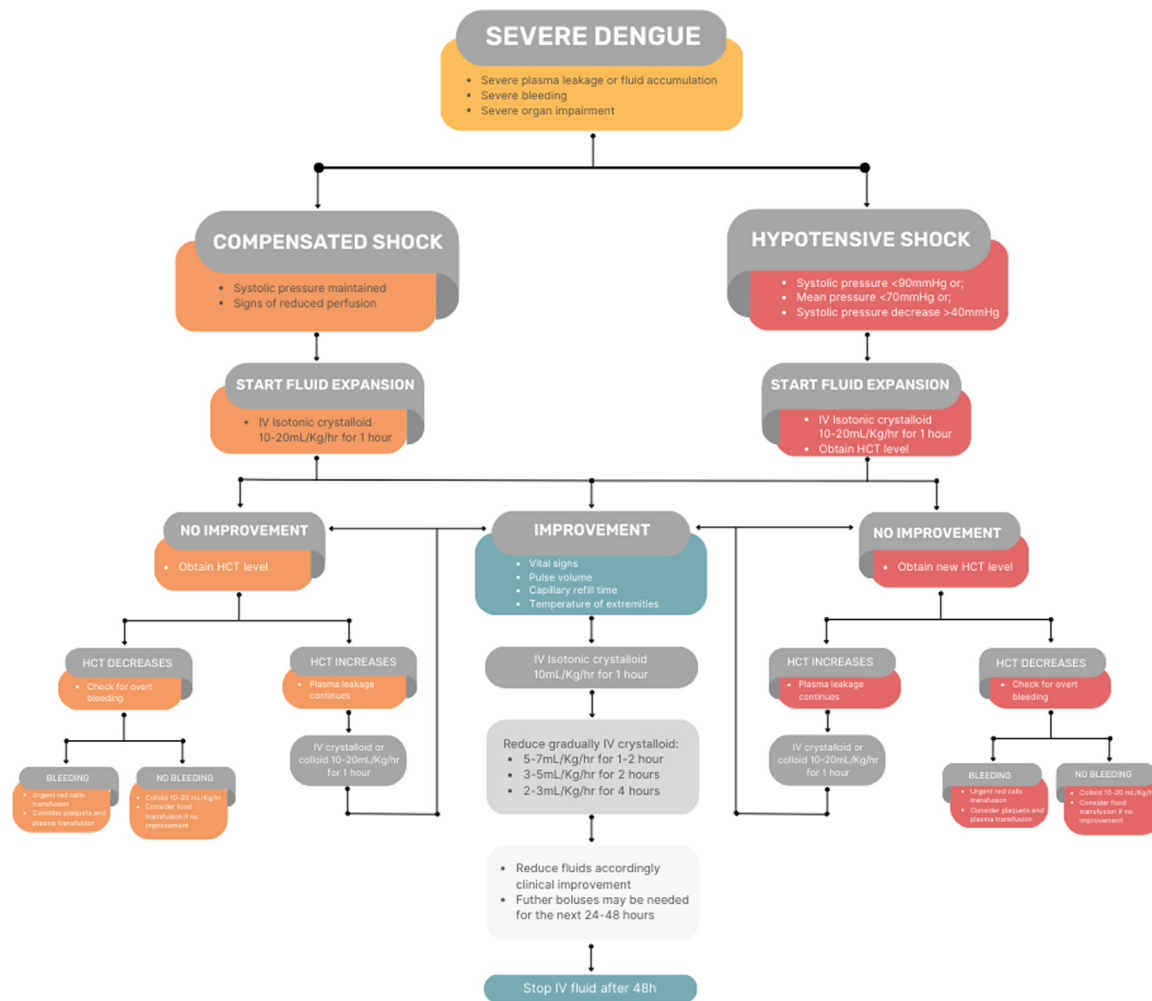 SEVERE DENGUE
• Severe plasma leakage or fluid accumulation
• Severe bleeding
• Severe organ impairment
COMPENSATED SHOCK
• Systolic pressure maintained
• Signs of reduced perfusion
HYPOTENSIVE SHOCK
• Systolic pressure <90mmHg or;
• Mean pressure <70mmHg or;
• Systolic pressure decrease >40mmHg
START FLUID EXPANSION
• IV Isotonic crystalloid
10-20mL/Kg/hr for 1 hour
START FLUID EXPANSION
• IV Isotonic crystalloid
10-20mL/Kg/hr for 1 hour
• Obtain HCT level
NO IMPROVEMENT
• Obtain HCT level
IMPROVEMENT
• Vital signs
• Pulse volume
• Capillary refill time
• Temperature of extremities
NO IMPROVEMENT
• Obtain new HCT level
HCT DECREASES
• Check for overt
bleeding
HCT INCREASES
• Plasma leakage
continues
IV Isotonic crystalloid
10mL/Kg/hr for 1 hour
HCT INCREASES
• Plasma leakage
continues
HCT DECREASES
• Check for overt
bleeding
BLEEDING
• Urgent red cells
transfusion
• Consider plaquets and
plasma transfusion
NO BLEEDING
• Colloid 10-20 mL/Kg/hr
• Consider food
transfusion if no
improvement
IV crystalloid or
colloid 10-20mL/Kg/hr
for 1 hour
Reduce gradually IV crystalloid:
• 5-7mL/Kg/hr for 1-2 hour
• 3-5mL/Kg/hr for 2 hours
• 2-3mL/Kg/hr for 4 hours
IV crystalloid or
colloid 10-20mL/Kg/hr
for 1 hour
BLEEDING
• Urgent red cells
transfusion
• Consider plaquets and
plasma transfusion
NO BLEEDING
• Colloid 10-20 mL/Kg/hr
• Consider food
transfusion if no
improvement
• Reduce fluids accordingly
clinical improvement
• Futher boluses may be needed
for the next 24-48 hours
Stop IV fluid after 48h